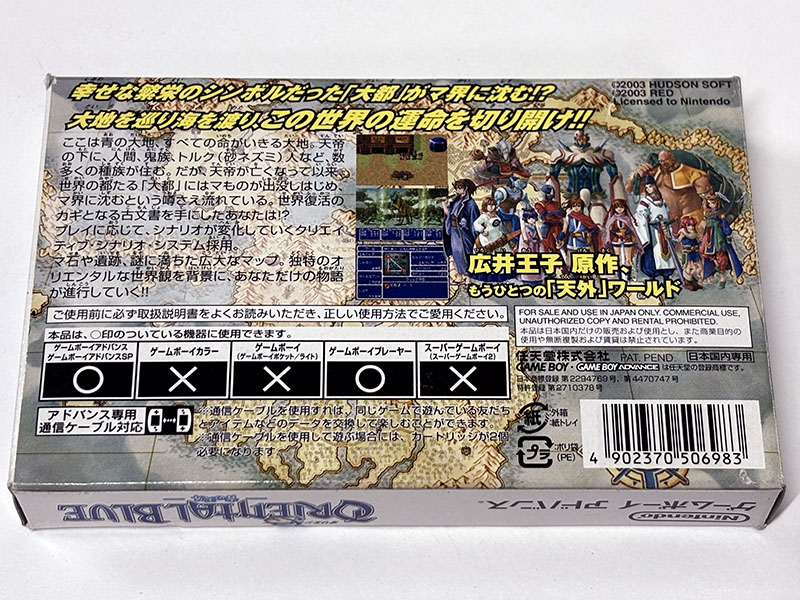 幸せな繁栄のシンボルだった「大都」がマ界に沈む!?
大地を巡り海を渡り、この世界の運命を切り開け!!
©2003 HUDSON SOFT
©2003 RED
Licensed to Nintendo
ここは青の大地、すべての命がいきる大地。天帝
の下に、人間、鬼族、トルク(砂ネズミ)人など、数
多くの種族が住む。だが、天帝が亡くなって以来、
世界の都たる「大都」にはマものが出没しはじめ、
マ界に沈むという噂さえ流れている。世界復活の
カギとなる古文書を手にしたあなたは!?
プレイに応じて、シナリオが変化していくクリエイ
ティブ・シナリオ・システム採用。
マ石や遺跡、謎に満ちた広大なマップ。独特のオ
リエンタルな世界観を背景に、あなただけの物語
が進行していく!!
広井王子 原作、
もうひとつの「天外」ワールド
ご使用前に必ず取扱説明書をよくお読みいただき、正しい使用方法でご愛用ください。
本品は、○印のついている機器に使用できます。
ゲームボーイアドバンス
ゲームボーイアドバンスSP
ゲームボーイカラー
ゲームボーイ
(ゲームボーイポケット/ライト)
ゲームボーイプレーヤー
スーパーゲームボーイ
(スーパーゲームボーイ2)
○
×
×
○
×
アドバンス専用
通信ケーブル対応
※通信ケーブルを使用すれば、同じゲームで遊んでいる友だち
とアイテムなどのデータを交換して楽しむことができます。
※通信ケーブルを使用して遊ぶ場合には、カートリッジが2個
必要になります。
FOR SALE AND USE IN JAPAN ONLY. COMMERCIAL USE,
UNAUTHORIZED COPY AND RENTAL PROHIBITED.
本品は日本国内だけの販売および使用とし、また商業目的の
使用や無断複製および賃貸は禁止されています。
任天堂株式会社 PAT. PEND. 日本国内専用
GAME BOY・GAME BOY ADVANCE は任天堂の登録商標です。
日本商標登録 第2294769号、第4470747号
特許登録 第2710378号
紙
外箱
紙トレイ
プラ
ポリ袋
(PE)
4 902370 506983
Nintendo
ゲームボーイ アドバンス
ORIENTAL BLUE